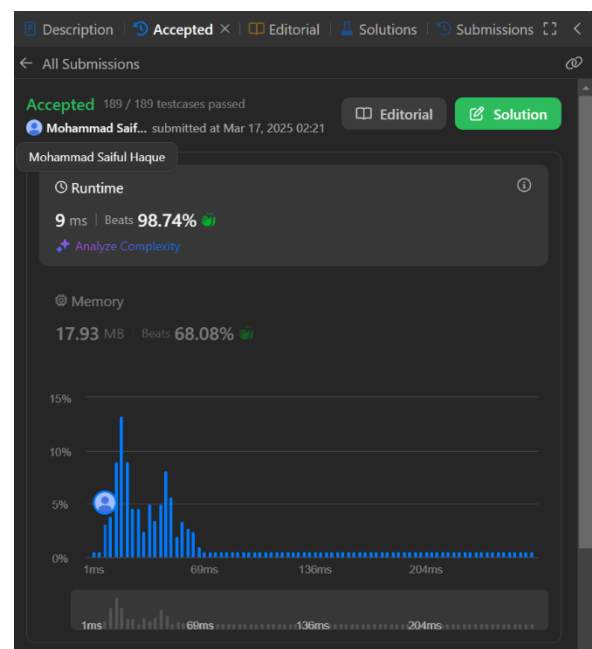 Description Accepted × Editorial Solutions Submissions
← All Submissions
Accepted 189 / 189 testcases passed
Mohammad Saif... submitted at Mar 17, 2025 02:21
Editorial Solution
Mohammad Saiful Haque
Runtime
9 ms | Beats 98.74%
Analyze Complexity
Memory
17.93 MB | Beats 68.08%
15%
10%
5%
0%
1ms 69ms 136ms 204ms
1ms 69ms 136ms 204ms